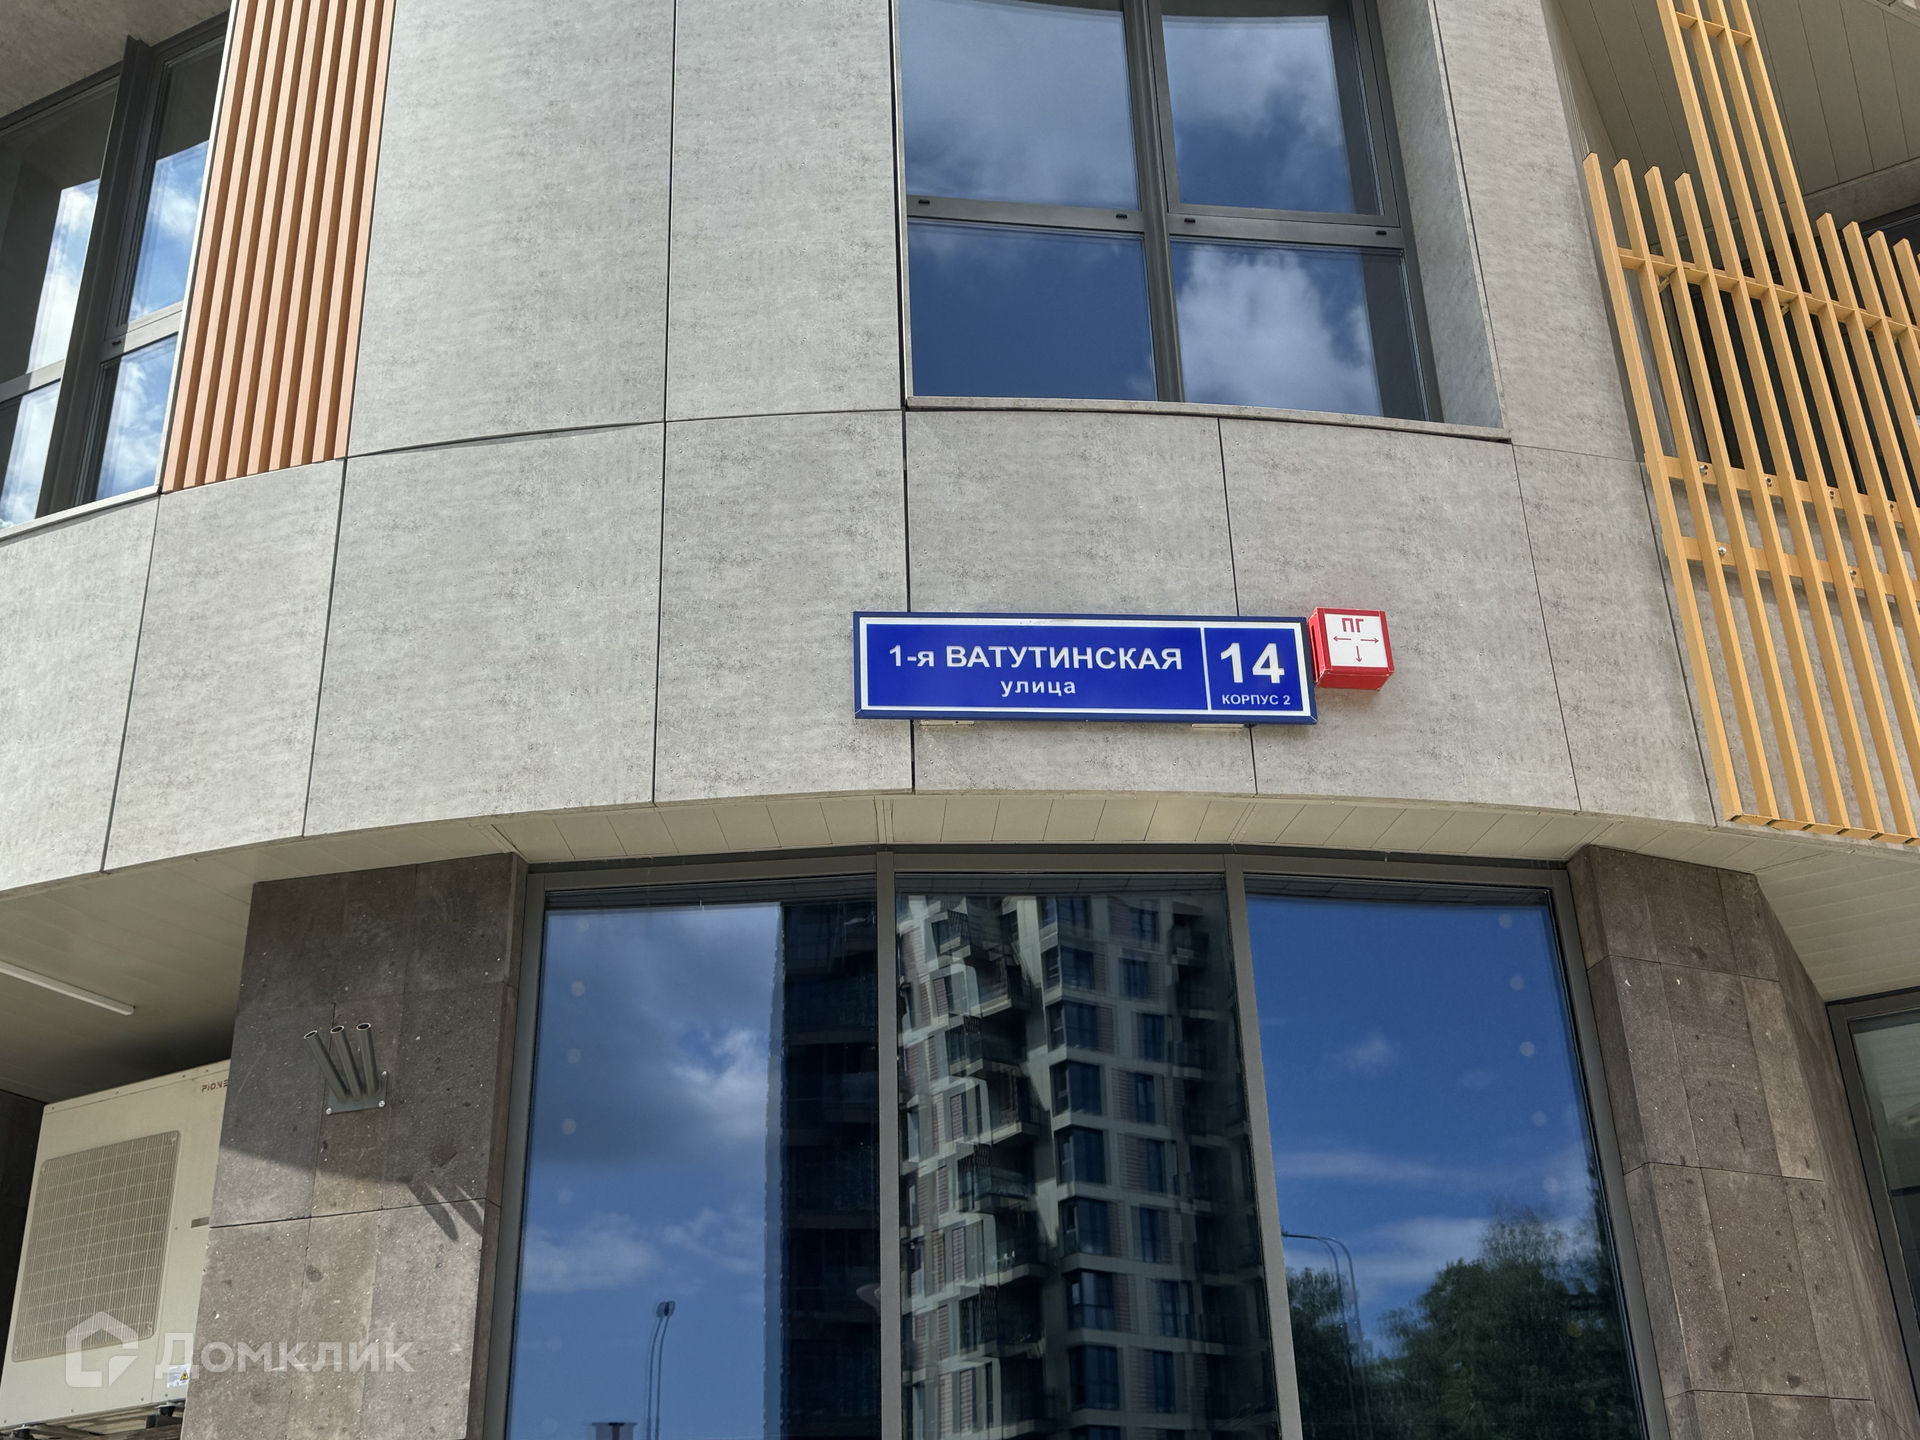 1-я ВАТУТИНСКАЯ
улица
14
КОРПУС 2
ПГ
Домклик